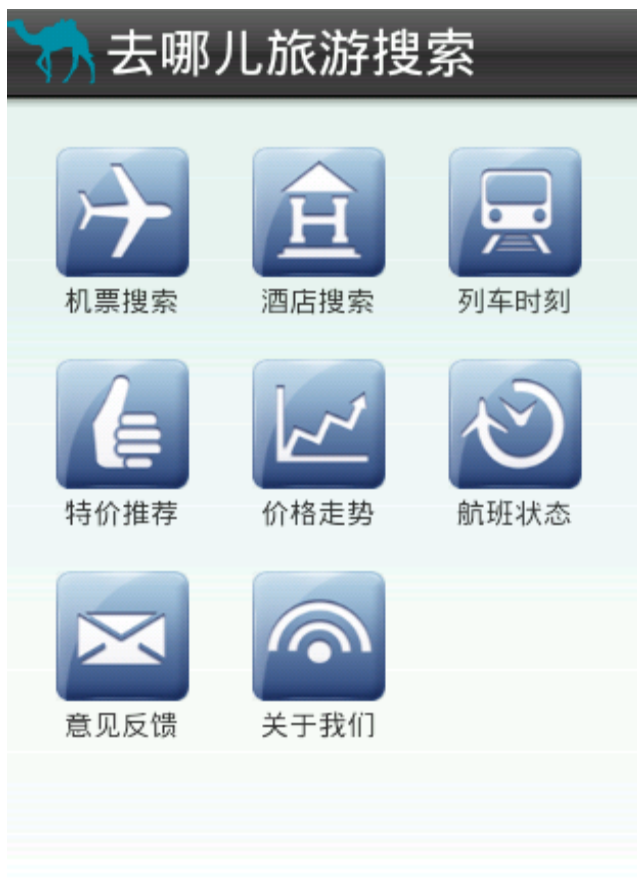 去哪儿旅游搜索
机票搜索
酒店搜索
列车时刻
特价推荐
价格走势
航班状态
意见反馈
关于我们